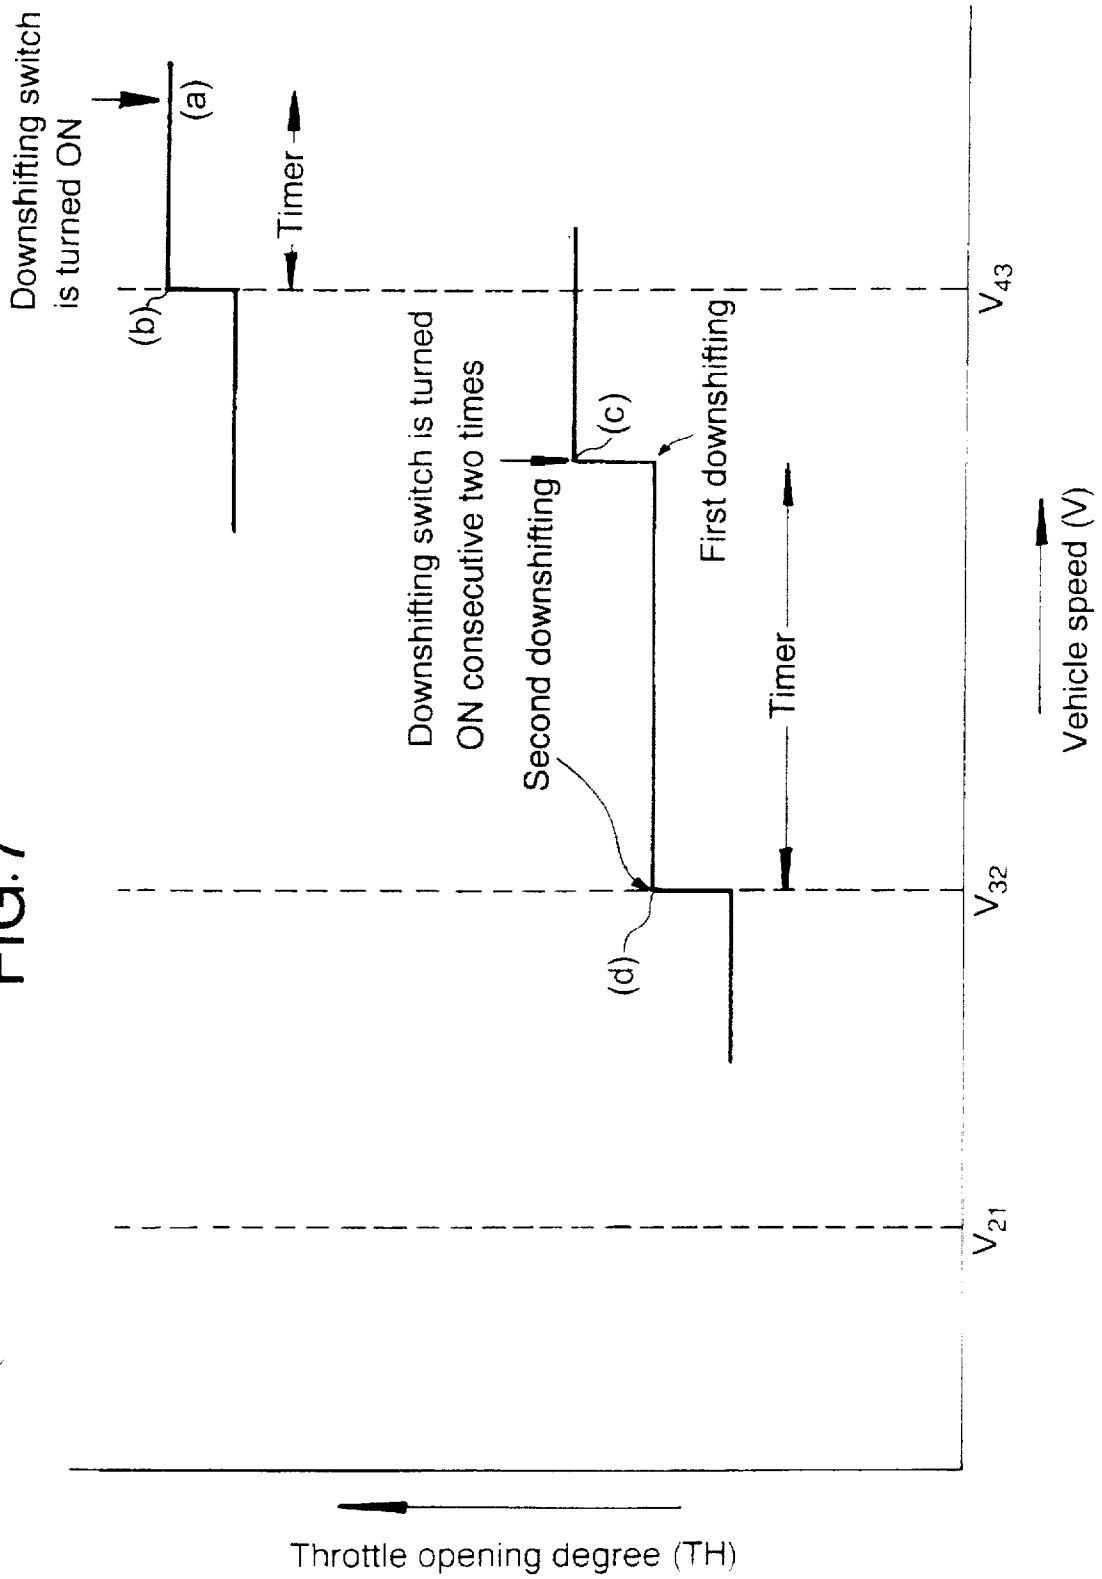 FIG. 7
Downshifting switch
is turned ON
(a)
Timer
(b)
Downshifting switch is turned
ON consecutive two times
Second downshifting
(c)
First downshifting
Timer
(d)
V43
V32
V21
Vehicle speed (V)
Throttle opening degree (TH)